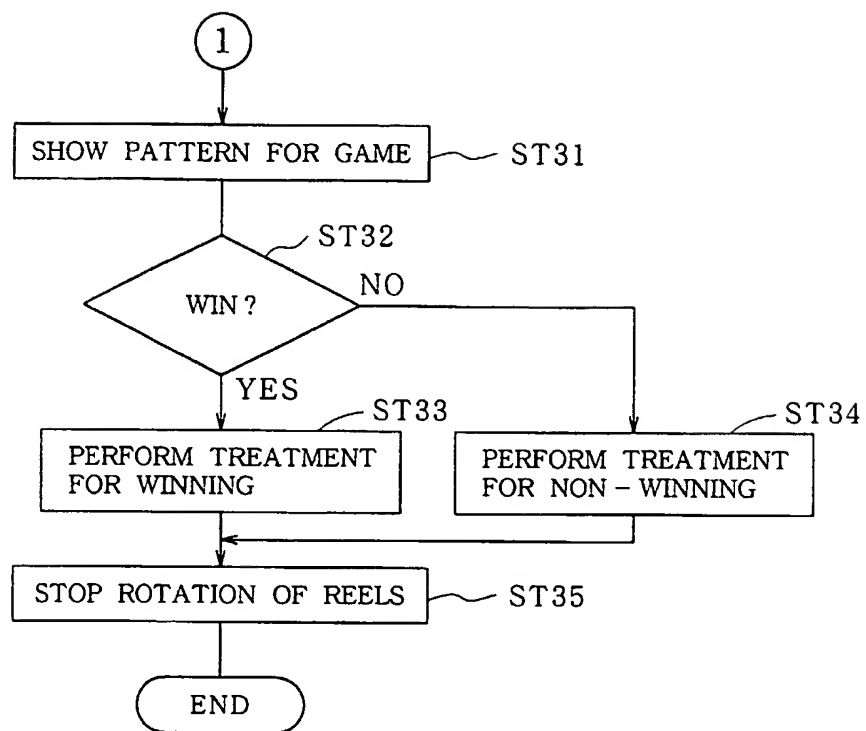 1
SHOW PATTERN FOR GAME
ST31
ST32
WIN?
NO
YES
ST33
PERFORM TREATMENT
FOR WINNING
ST34
PERFORM TREATMENT
FOR NON-WINNING
STOP ROTATION OF REELS
ST35
END